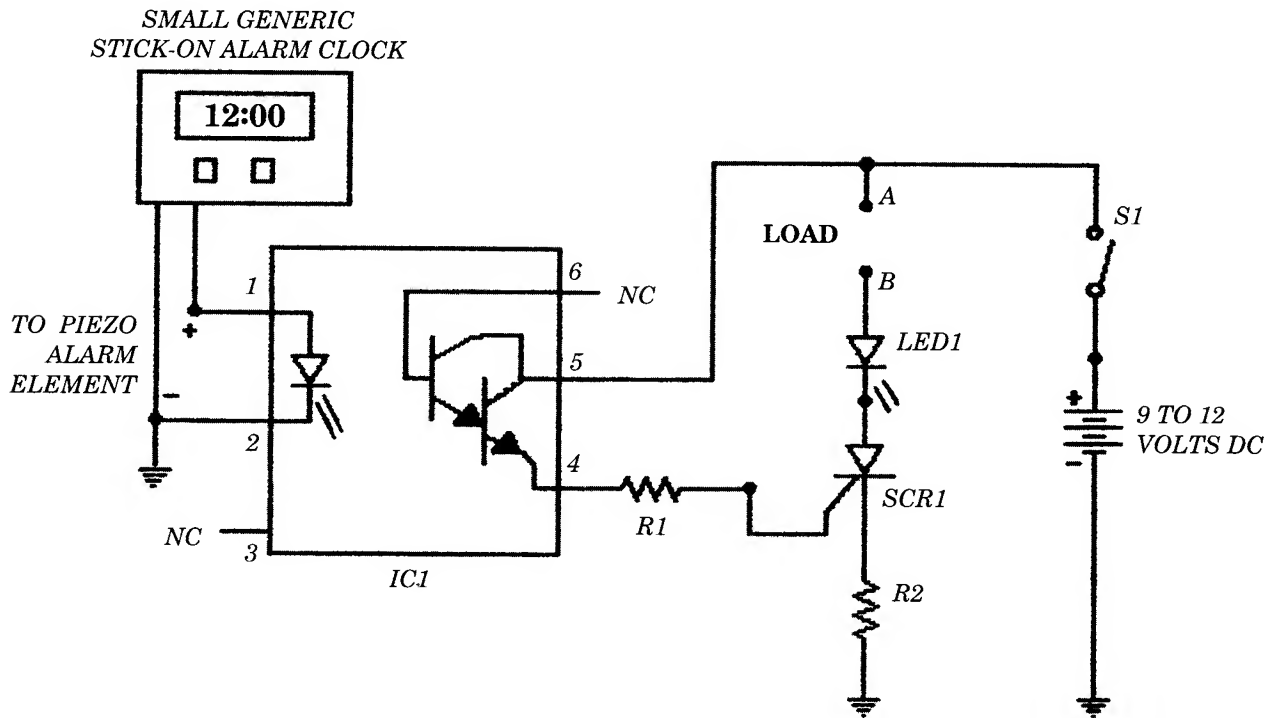 SMALL GENERIC
STICK-ON ALARM CLOCK
12:00
A
S1
LOAD
6
1
B
NC
TO PIEZO
+
LED1
ALARM
5
ELEMENT
+
9 TO 12
-
VOLTS DC
2
4
-
SCR1
R1
NC
3
IC1
R2